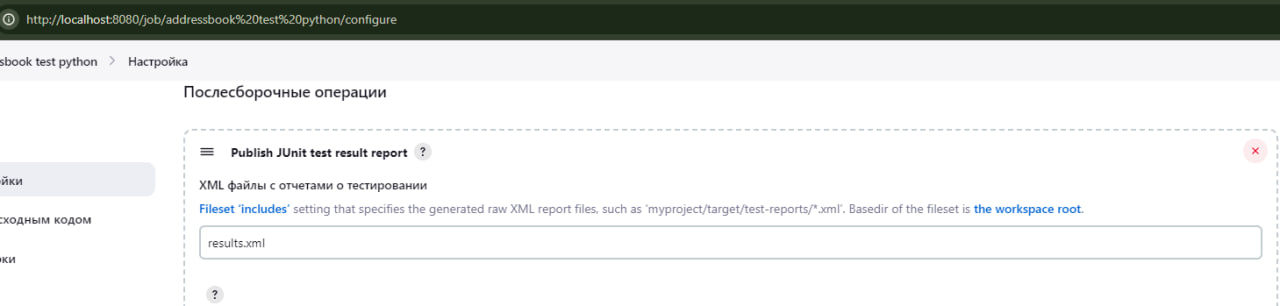 http://localhost:8080/job/addressbook%20test%20python/configure
sbook test python > Настройка
Послесборочные операции
Publish JUnit test result report ?
XML файлы с отчетами о тестировании
ойки
Fileset 'includes' setting that specifies the generated raw XML report files, such as 'myproject/target/test-reports/*.xml'. Basedir of the fileset is the workspace root.
сходным кодом
results.xml
ки
?